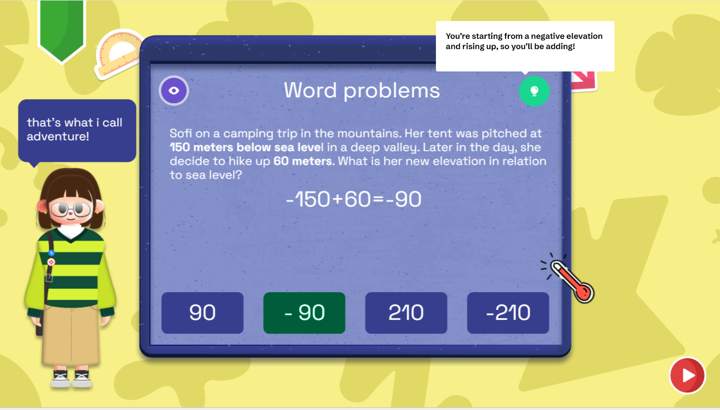 You're starting from a negative elevation
and rising up, so you'll be adding!
that's what i call
adventure!
Word problems
Sofi on a camping trip in the mountains. Her tent was pitched at
150 meters below sea level in a deep valley. Later in the day, she
decide to hike up 60 meters. What is her new elevation in relation
to sea level?
-150+60=-90
90
- 90
210
-210